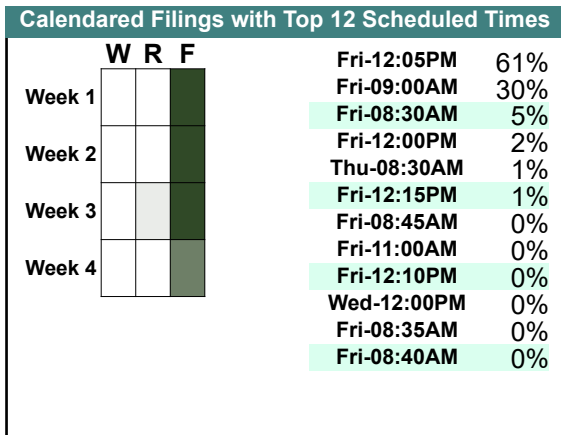 Calendared Filings with Top 12 Scheduled Times
W R F
Week 1
Week 2
Week 3
Week 4
Fri-12:05PM 61%
Fri-09:00AM 30%
Fri-08:30AM 5%
Fri-12:00PM 2%
Thu-08:30AM 1%
Fri-12:15PM 1%
Fri-08:45AM 0%
Fri-11:00AM 0%
Fri-12:10PM 0%
Wed-12:00PM 0%
Fri-08:35AM 0%
Fri-08:40AM 0%